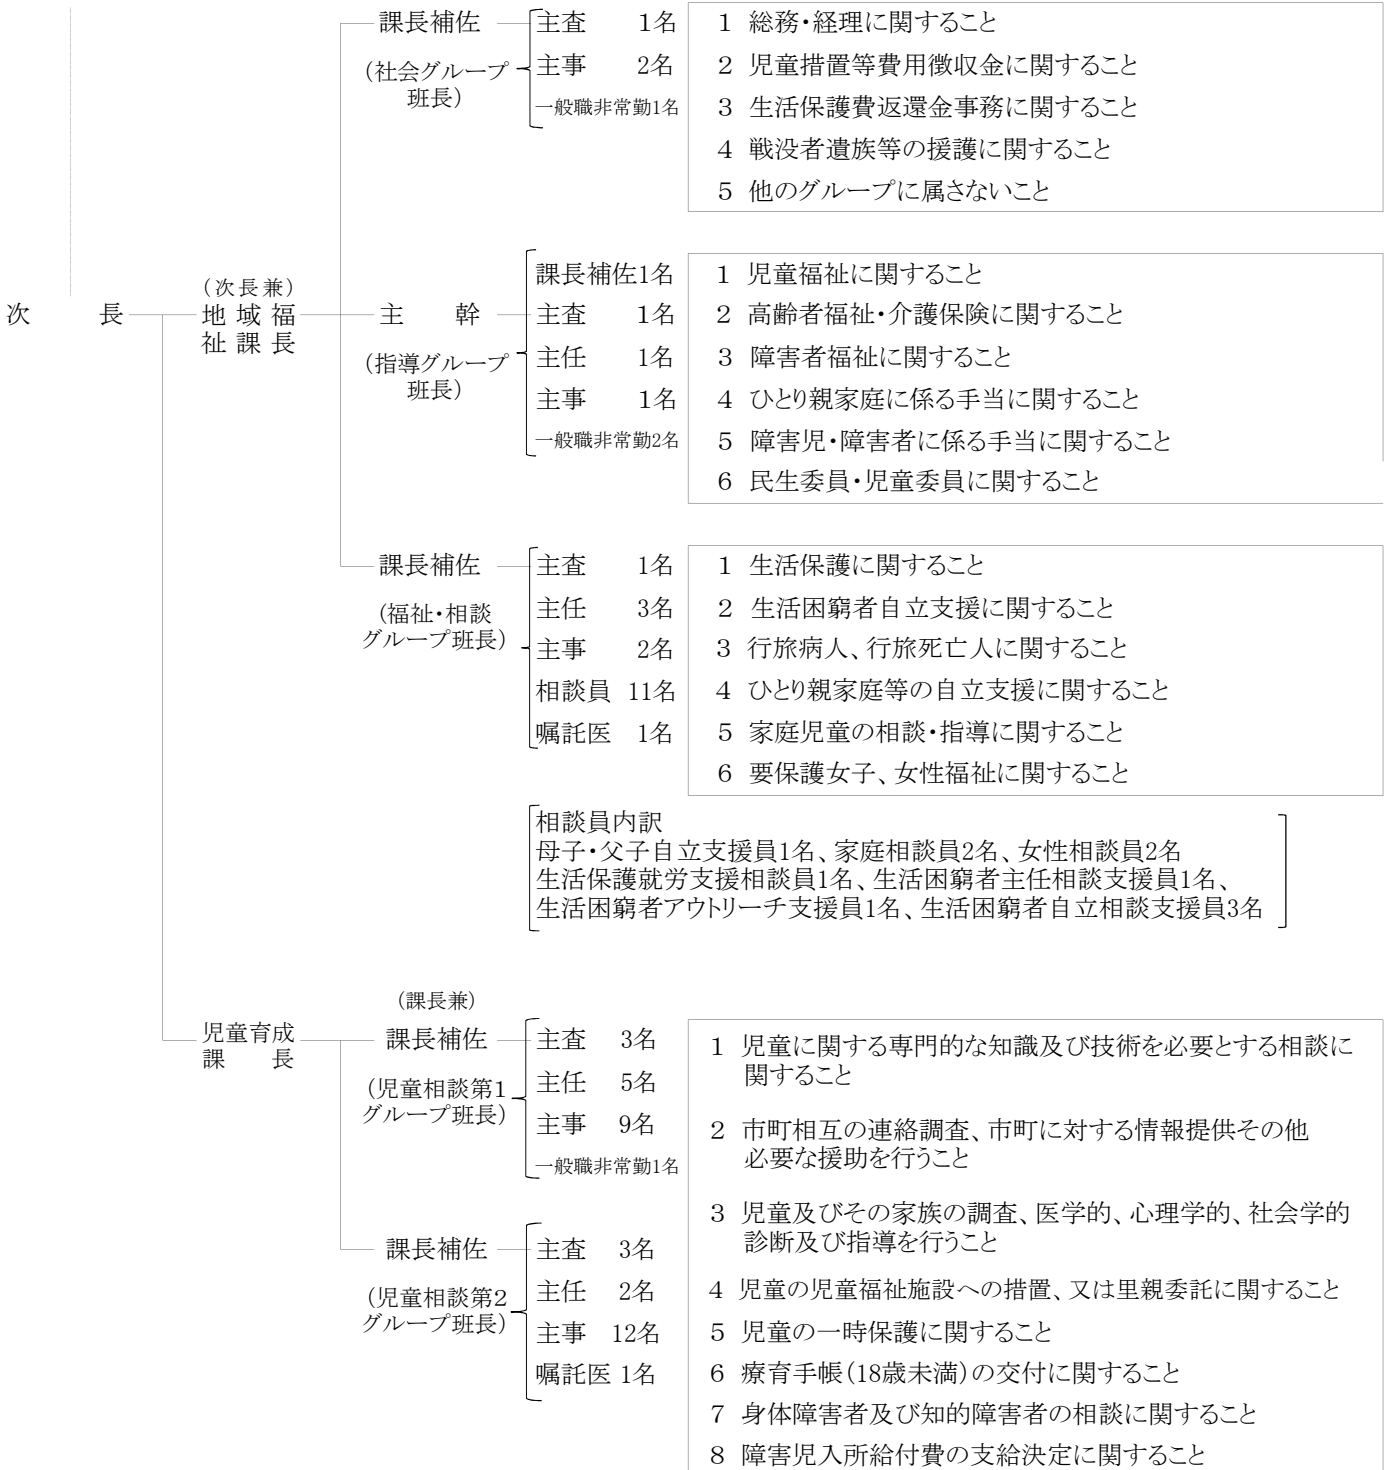 課長補佐
(社会グループ
班長)
主査 1名
主事 2名
一般職非常勤1名
1 総務・経理に関すること
2 児童措置等費用徴収金に関すること
3 生活保護費返還金事務に関すること
4 戦没者遺族等の援護に関すること
5 他のグループに属さないこと
次 長
(次長兼)
地域福
祉課長
主 幹
(指導グループ
班長)
課長補佐1名
主査 1名
主任 1名
主事 1名
一般職非常勤2名
1 児童福祉に関すること
2 高齢者福祉・介護保険に関すること
3 障害者福祉に関すること
4 ひとり親家庭に係る手当に関すること
5 障害児・障害者に係る手当に関すること
6 民生委員・児童委員に関すること
課長補佐
(福祉・相談
グループ班長)
主査 1名
主任 3名
主事 2名
相談員 11名
嘱託医 1名
1 生活保護に関すること
2 生活困窮者自立支援に関すること
3 行旅病人、行旅死亡人に関すること
4 ひとり親家庭等の自立支援に関すること
5 家庭児童の相談・指導に関すること
6 要保護女子、女性福祉に関すること
相談員内訳
母子・父子自立支援員1名、家庭相談員2名、女性相談員2名
生活保護就労支援相談員1名、生活困窮者主任相談支援員1名、
生活困窮者アウトリーチ支援員1名、生活困窮者自立相談支援員3名
児童育成
課 長
(課長兼)
課長補佐
(児童相談第1
グループ班長)
主査 3名
主任 5名
主事 9名
一般職非常勤1名
課長補佐
(児童相談第2
グループ班長)
主査 3名
主任 2名
主事 12名
嘱託医 1名
1 児童に関する専門的な知識及び技術を必要とする相談に
関すること
2 市町相互の連絡調査、市町に対する情報提供その他
必要な援助を行うこと
3 児童及びその家族の調査、医学的、心理学的、社会学的
診断及び指導を行うこと
4 児童の児童福祉施設への措置、又は里親委託に関すること
5 児童の一時保護に関すること
6 療育手帳(18歳未満)の交付に関すること
7 身体障害者及び知的障害者の相談に関すること
8 障害児入所給付費の支給決定に関すること